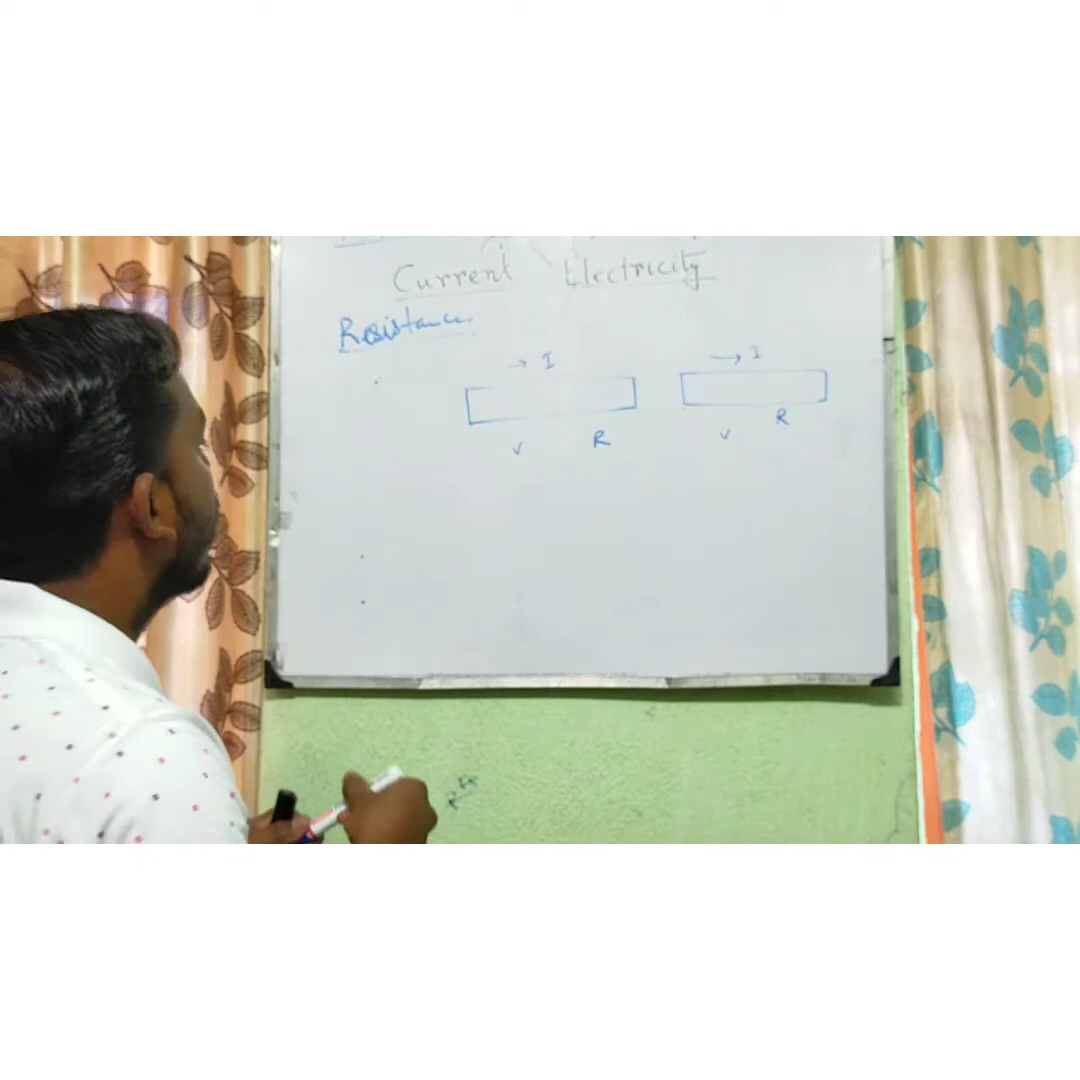 Current Electricity
Resistance
→ I → I
V R V R